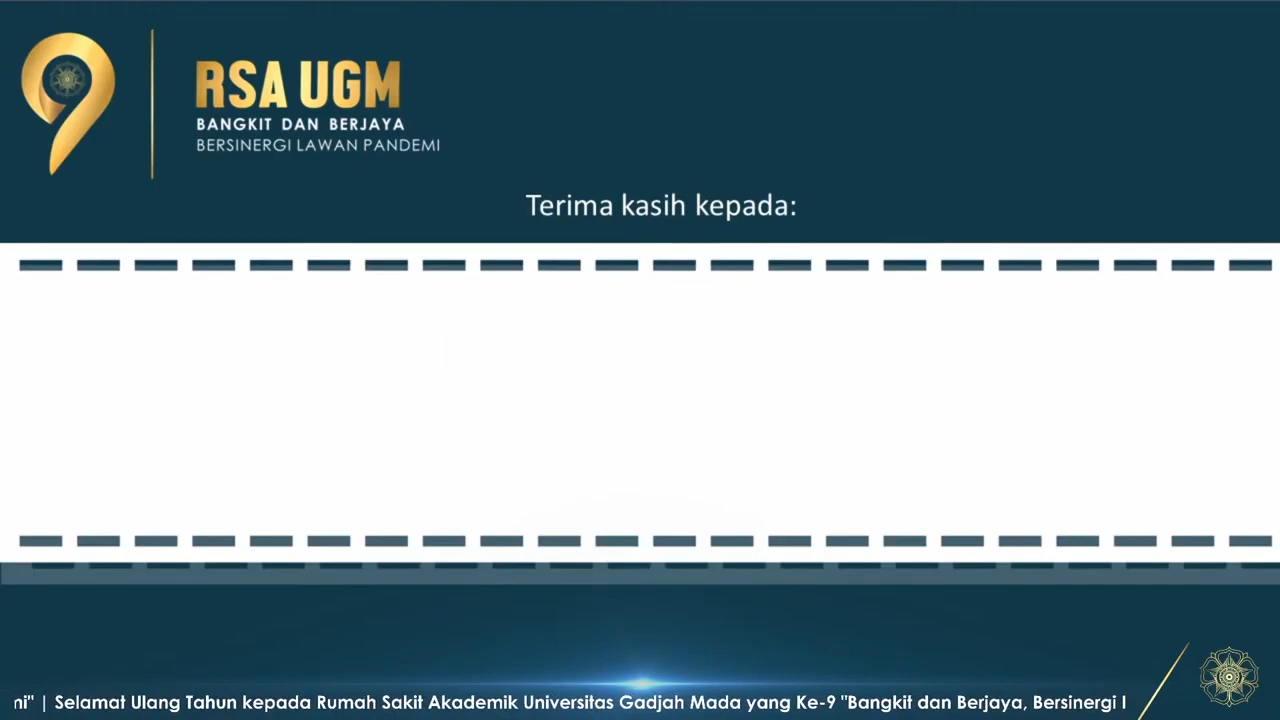 9
RSA UGM
BANGKIT DAN BERJAYA
BERSINERGI LAWAN PANDEMI
Terima kasih kepada:
ni" | Selamat Ulang Tahun kepada Rumah Sakit Akademik Universitas Gadjah Mada yang Ke-9 "Bangkit dan Berjaya, Bersinergi